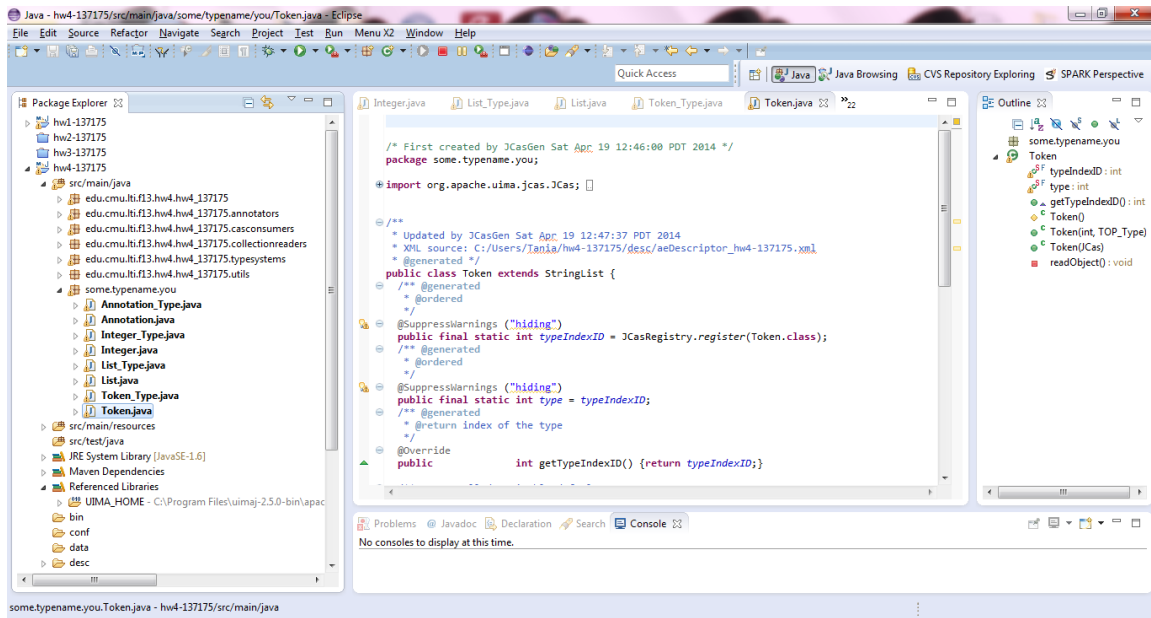 Java - hw4-137175/src/main/java/some/typename/you/Token.java - Eclipse
File Edit Source Refactor Navigate Search Project Test Run Menu X2 Window Help
Quick Access
Java Java Browsing CVS Repository Exploring SPARK Perspective
Package Explorer
hw1-137175
hw2-137175
hw3-137175
hw4-137175
src/main/java
edu.cmu.lti.f13.hw4.hw4_137175
edu.cmu.lti.f13.hw4.hw4_137175.annotators
edu.cmu.lti.f13.hw4.hw4_137175.casconsumers
edu.cmu.lti.f13.hw4.hw4_137175.collectionreaders
edu.cmu.lti.f13.hw4.hw4_137175.typesystems
edu.cmu.lti.f13.hw4.hw4_137175.utils
some.typename.you
Annotation_Type.java
Annotation.java
Integer_Type.java
Integer.java
List_Type.java
List.java
Token_Type.java
Token.java
src/main/resources
src/test/java
JRE System Library [JavaSE-1.6]
Maven Dependencies
Referenced Libraries
UIMA_HOME - C:\Program Files\uimaj-2.5.0-bin\apac
bin
conf
data
desc
Integer.java List_Type.java List.java Token_Type.java Token.java »22
/* First created by JCasGen Sat Apr 19 12:46:00 PDT 2014 */
package some.typename.you;
import org.apache.uima.jcas.JCas;
/**
* Updated by JCasGen Sat Apr 19 12:47:37 PDT 2014
* XML source: C:/Users/Tania/hw4-137175/desc/aeDescriptor_hw4-137175.xml
* @generated */
public class Token extends StringList {
/** @generated
* @ordered
*/
@SuppressWarnings ("hiding")
public final static int typeIndexID = JCasRegistry.register(Token.class);
/** @generated
* @ordered
*/
@SuppressWarnings ("hiding")
public final static int type = typeIndexID;
/** @generated
* @return index of the type
*/
@Override
public int getTypeIndexID() {return typeIndexID;}
Outline
some.typename.you
Token
typeIndexID : int
type : int
getTypeIndexID() : int
Token()
Token(int, TOP_Type)
Token(JCas)
readObject() : void
Problems @ Javadoc Declaration Search Console
No consoles to display at this time.
some.typename.you.Token.java - hw4-137175/src/main/java